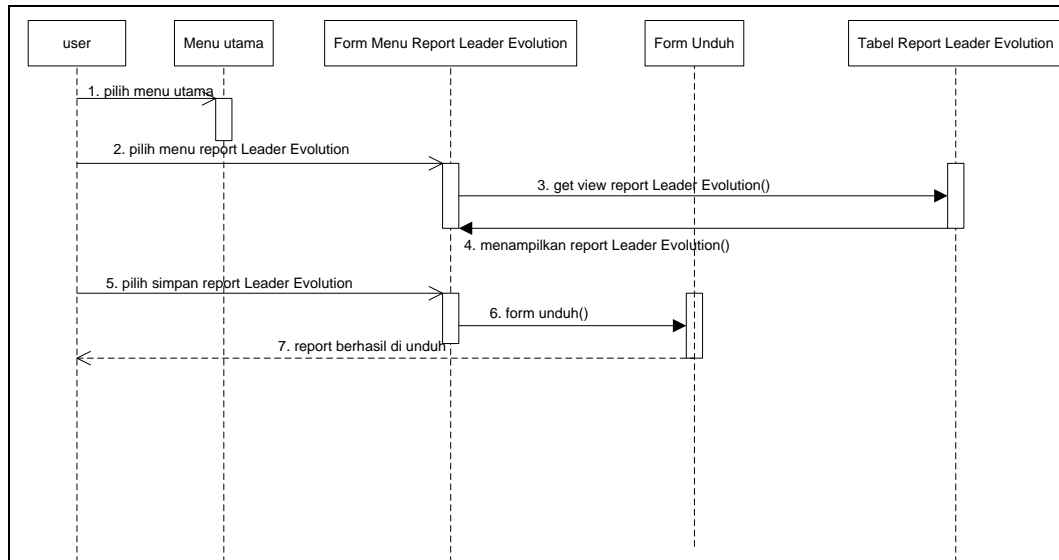 user
Menu utama
Form Menu Report Leader Evolution
Form Unduh
Tabel Report Leader Evolution
1. pilih menu utama
2. pilih menu report Leader Evolution
3. get view report Leader Evolution()
4. menampilkan report Leader Evolution()
5. pilih simpan report Leader Evolution
6. form unduh()
7. report berhasil di unduh